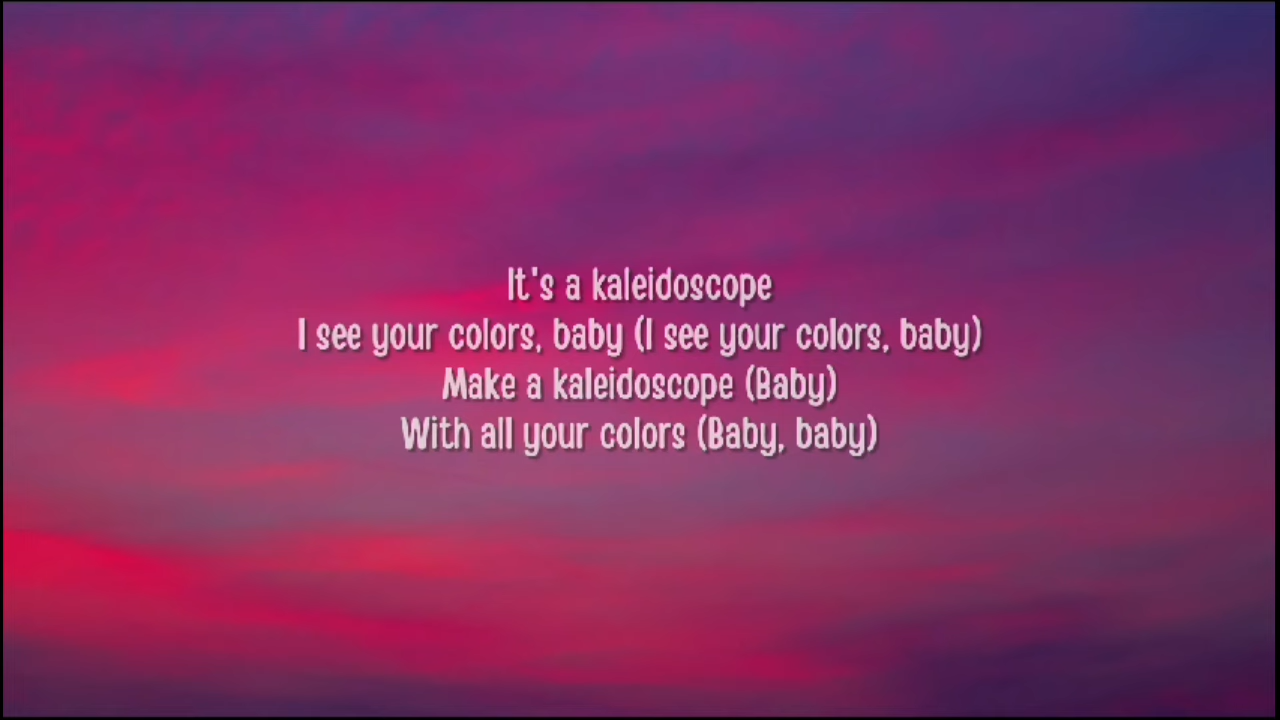 It's a kaleidoscope
I see your colors, baby (I see your colors, baby)
Make a kaleidoscope (Baby)
With all your colors (Baby, baby)